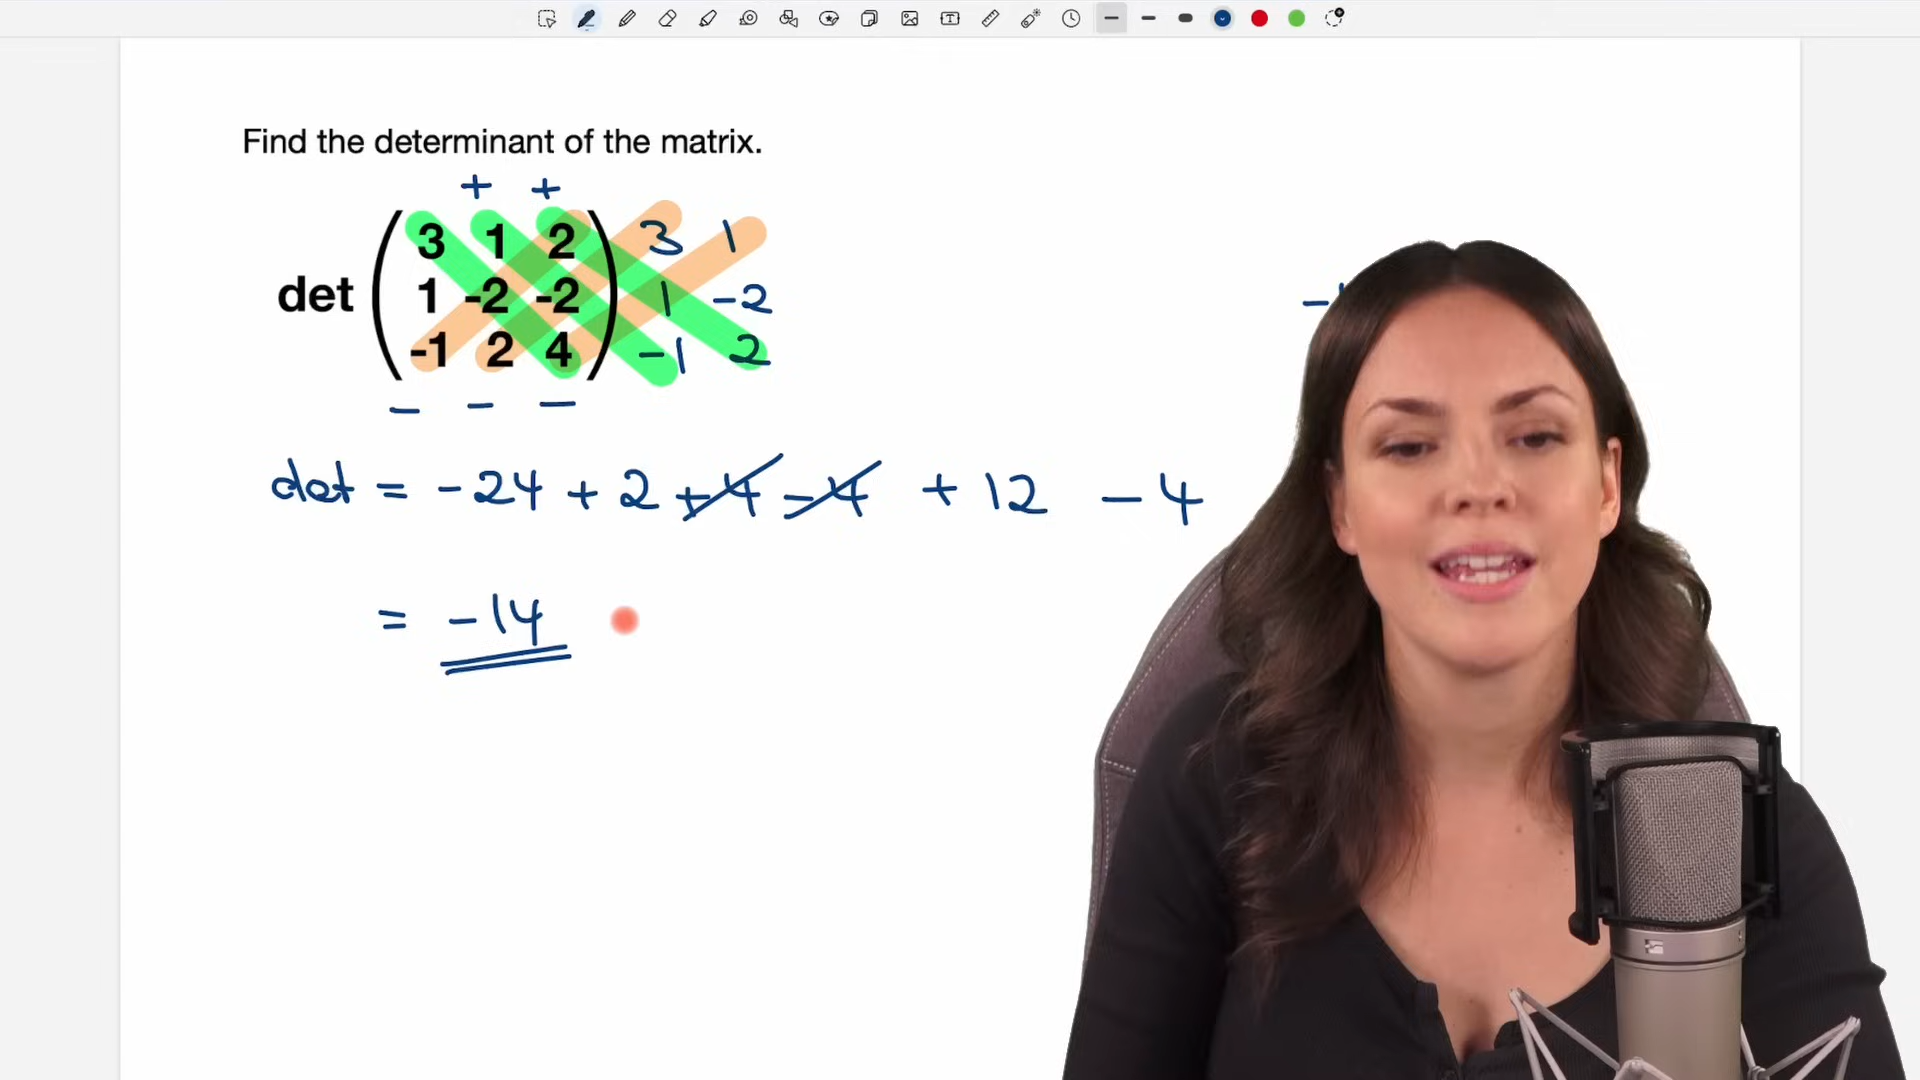 Find the determinant of the matrix.
+ +
3 1 2 3 1
det 1 -2 -2 1 -2
-1 2 4 -1 2
- - -
det = -24 + 2 +4 -4 + 12 - 4
= -14